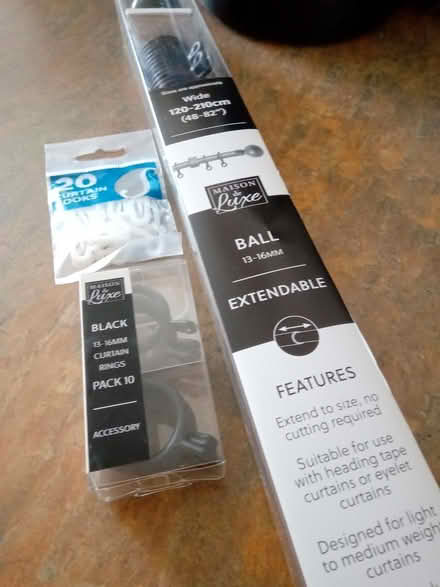 Wide
120-210cm
(48-82")
MAISON
de
Luxe
BALL
13-16MM
EXTENDABLE
FEATURES
Extend to size, no
cutting required
Suitable for use
with heading tape
curtains or eyelet
curtains
Designed for light
to medium weight
curtains
20
CURTAIN
HOOKS
MAISON
de
Luxe
BLACK
13-16MM
CURTAIN
RINGS
PACK 10
ACCESSORY